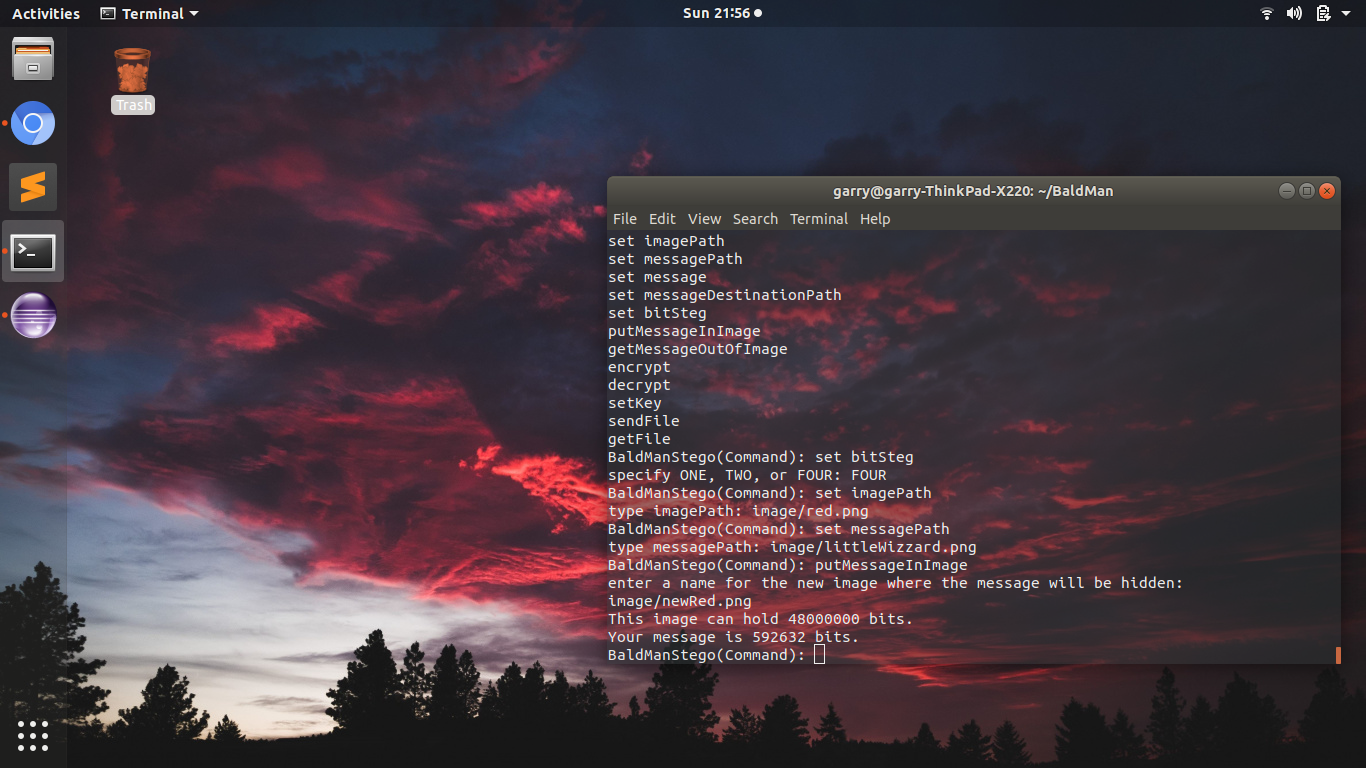 Activities Terminal Sun 21:56
Trash
garry@garry-ThinkPad-X220: ~/BaldMan
File Edit View Search Terminal Help
set imagePath
set messagePath
set message
set messageDestinationPath
set bitSteg
putMessageInImage
getMessageOutOfImage
encrypt
decrypt
setKey
sendFile
getFile
BaldManStego(Command): set bitSteg
specify ONE, TWO, or FOUR: FOUR
BaldManStego(Command): set imagePath
type imagePath: image/red.png
BaldManStego(Command): set messagePath
type messagePath: image/littleWizzard.png
BaldManStego(Command): putMessageInImage
enter a name for the new image where the message will be hidden:
image/newRed.png
This image can hold 48000000 bits.
Your message is 592632 bits.
BaldManStego(Command):